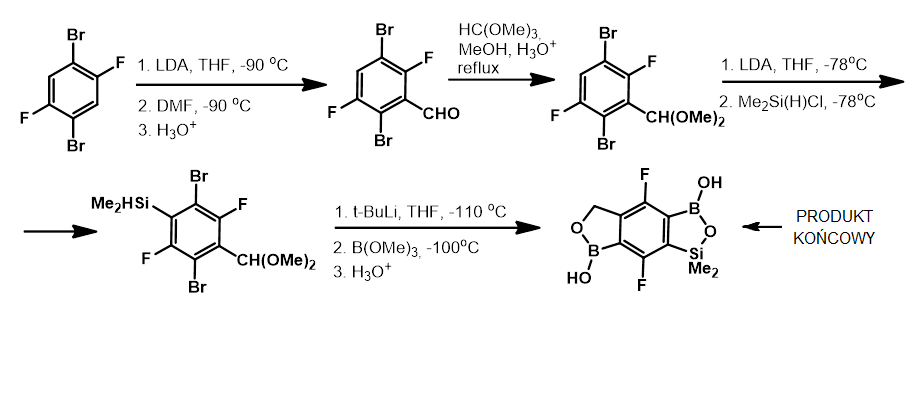 Br
F
F
Br
1. LDA, THF, -90 °C
2. DMF, -90 °C
3. H3O+
Br
F
F
CHO
Br
HC(OMe)3,
MeOH, H3O+
reflux
Br
F
F
CH(OMe)2
Br
1. LDA, THF, -78°C
2. Me2Si(H)Cl, -78°C
Br
Me2HSi
F
F
CH(OMe)2
Br
1. t-BuLi, THF, -110 °C
2. B(OMe)3, -100°C
3. H3O+
F
OH
B
O
O
B
Si
Me2
HO
F
PRODUKT
KOŃCOWY